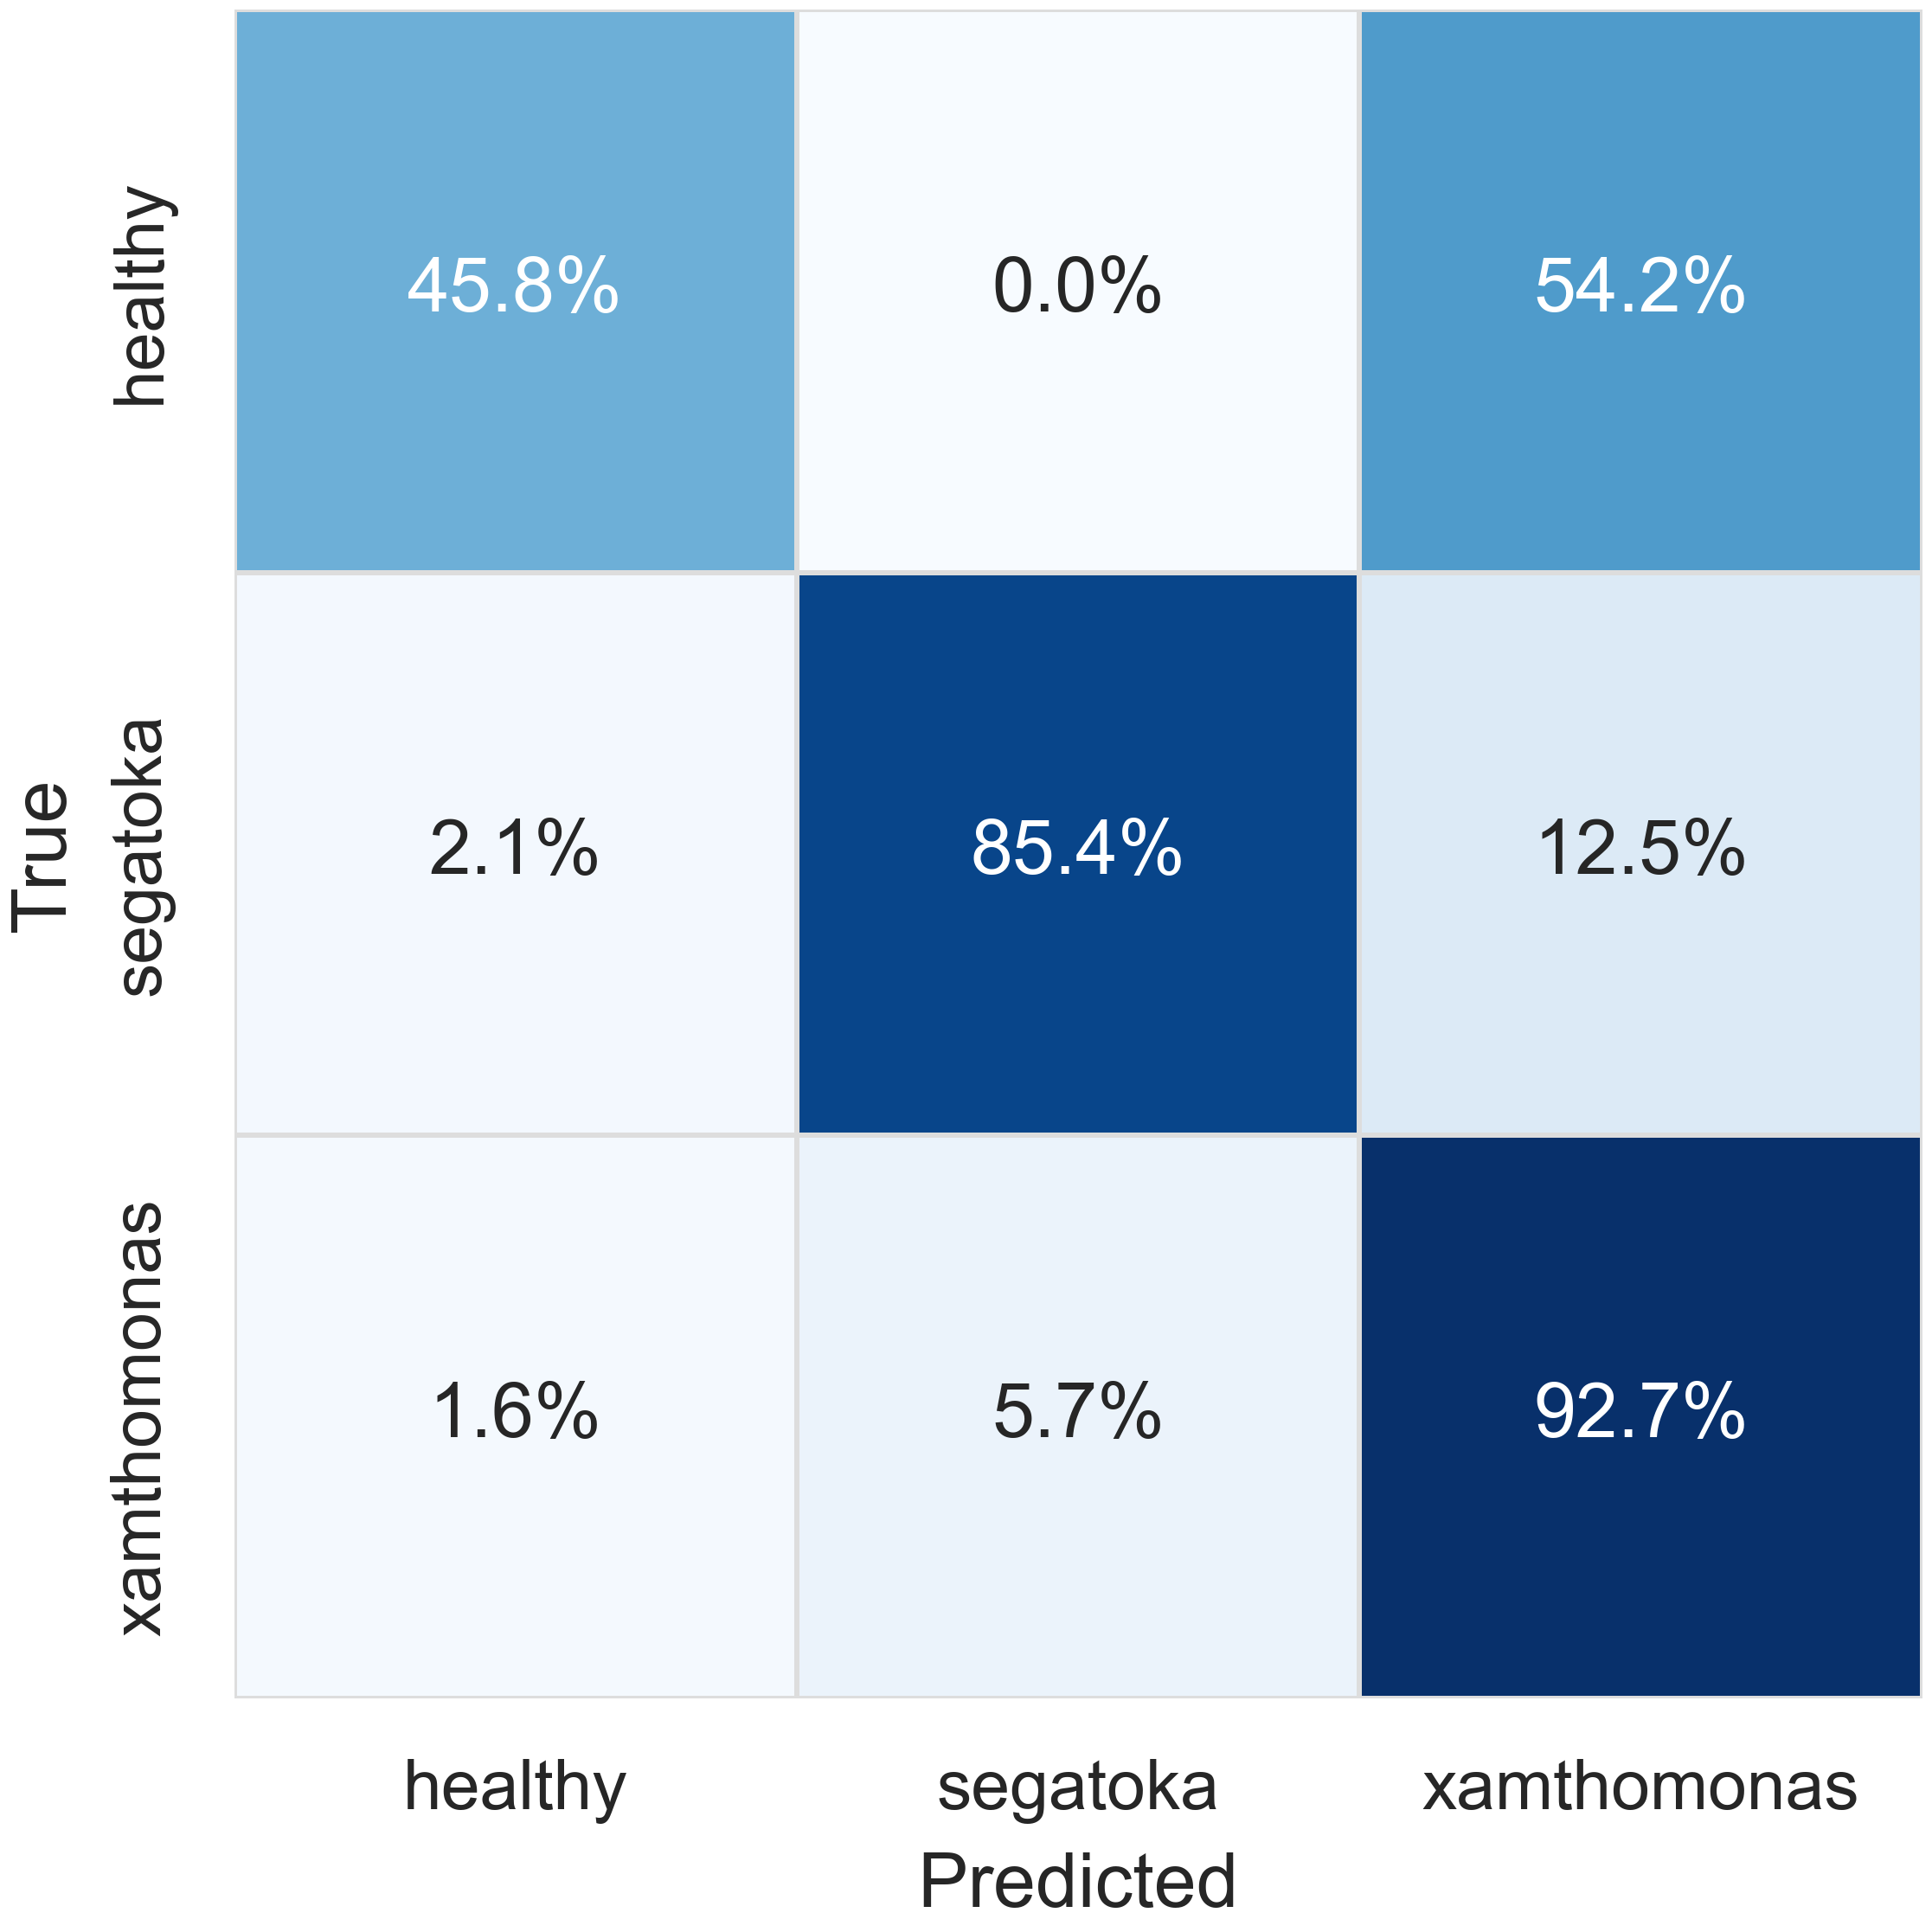 True
healthy
45.8% 0.0% 54.2%
segatoka
2.1% 85.4% 12.5%
xamthomonas
1.6% 5.7% 92.7%
healthy segatoka xamthomonas
Predicted